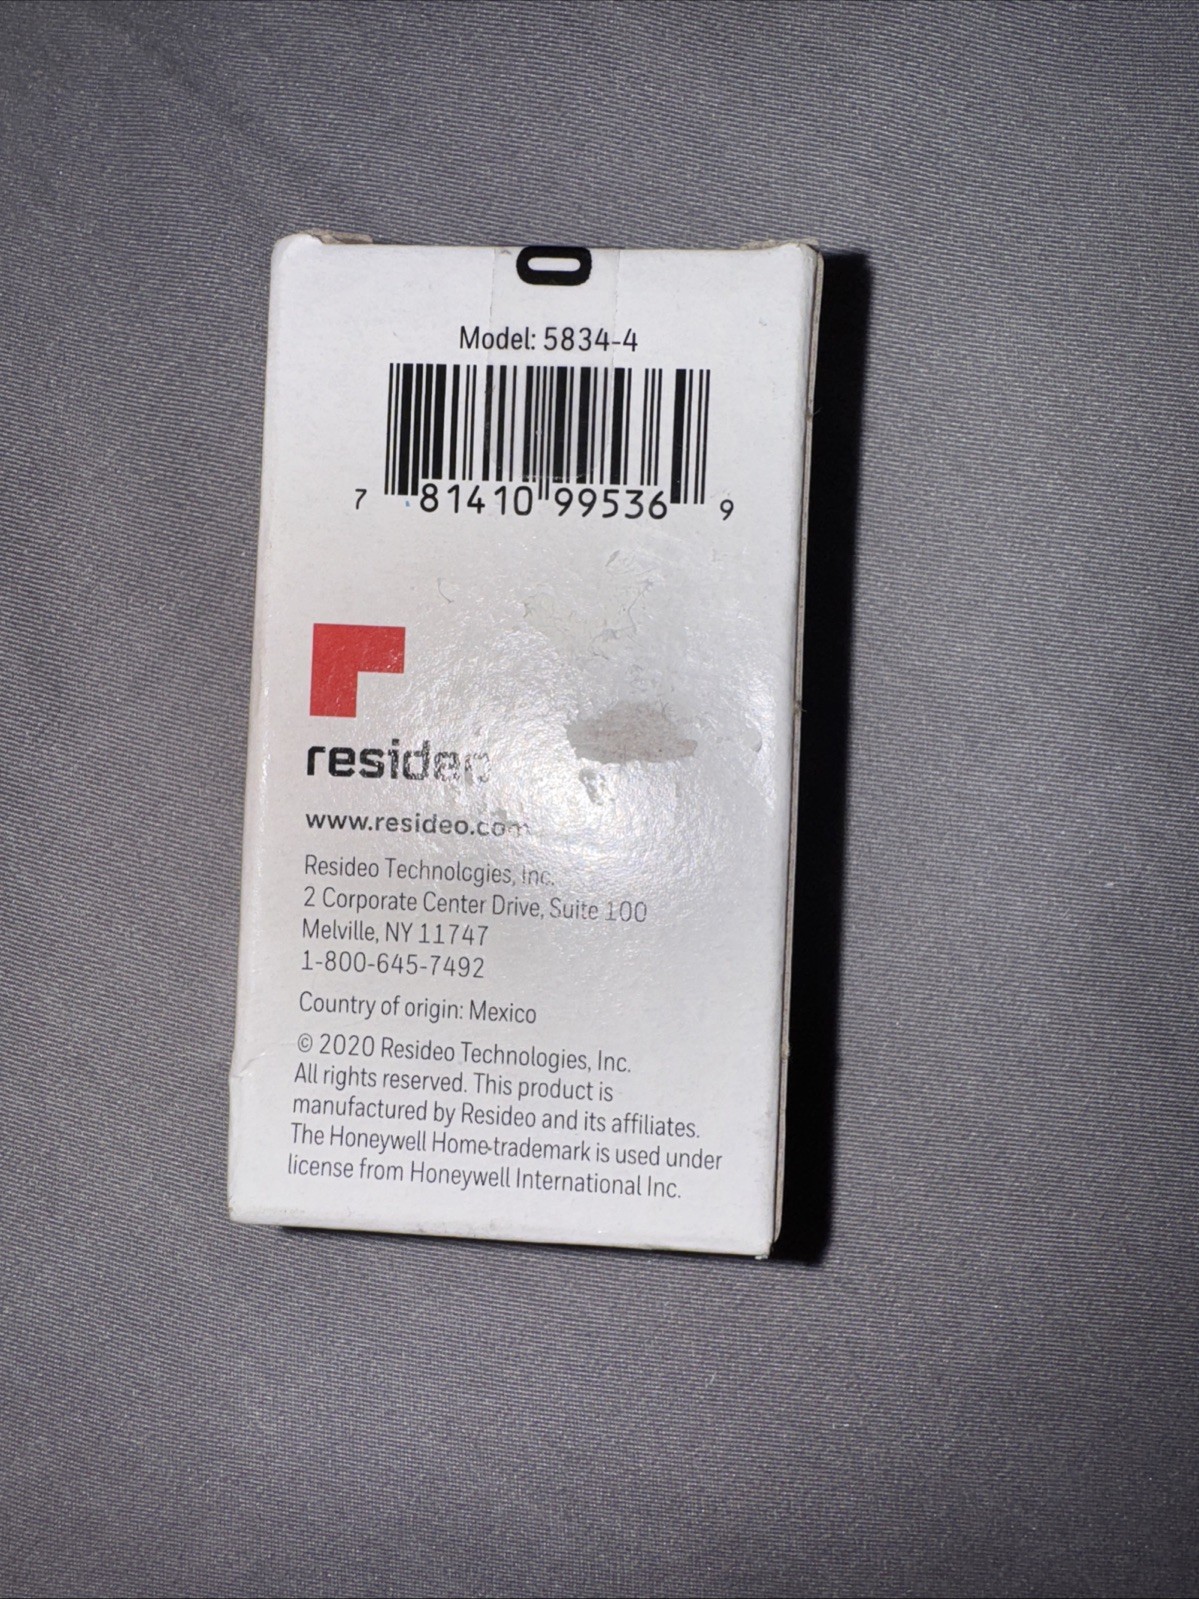 0
Model: 5834-4
7 81410 99536 9
resideo
www.resideo.com
Resideo Technologies, Inc.
2 Corporate Center Drive, Suite 100
Melville, NY 11747
1-800-645-7492
Country of origin: Mexico
© 2020 Resideo Technologies, Inc.
All rights reserved. This product is
manufactured by Resideo and its affiliates.
The Honeywell Home trademark is used under
license from Honeywell International Inc.